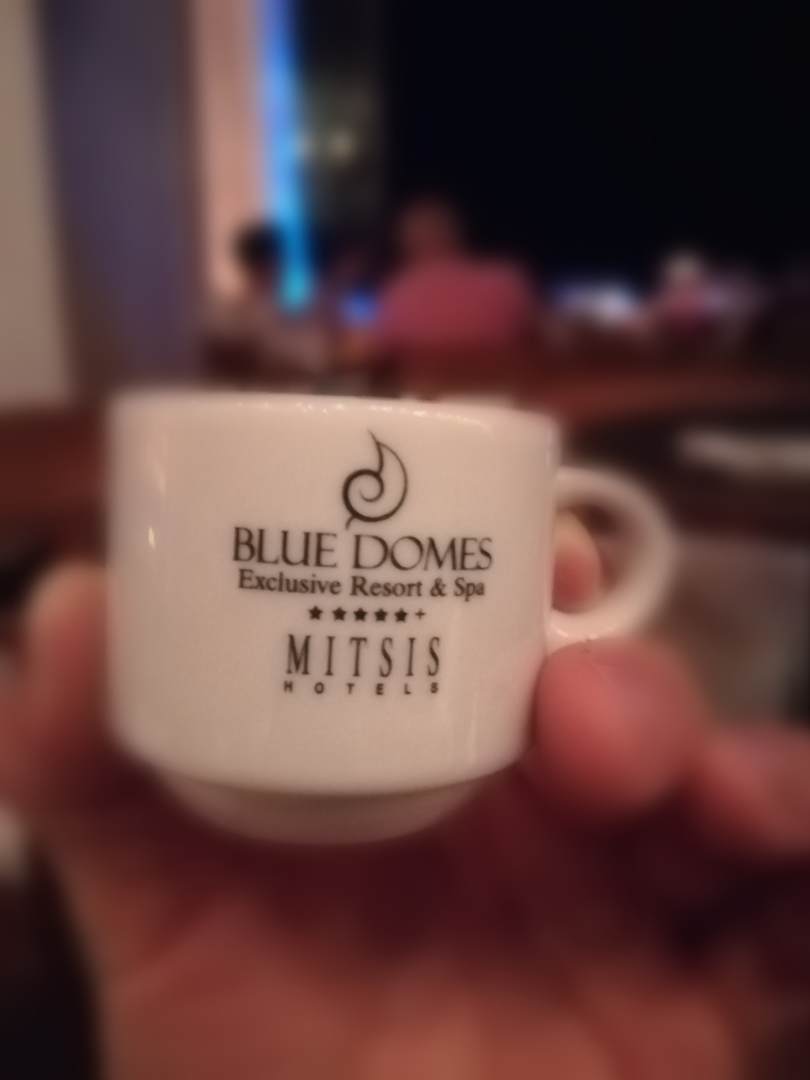 BLUE DOMES
Exclusive Resort & Spa
★★★★★+
MITSIS
HOTELS